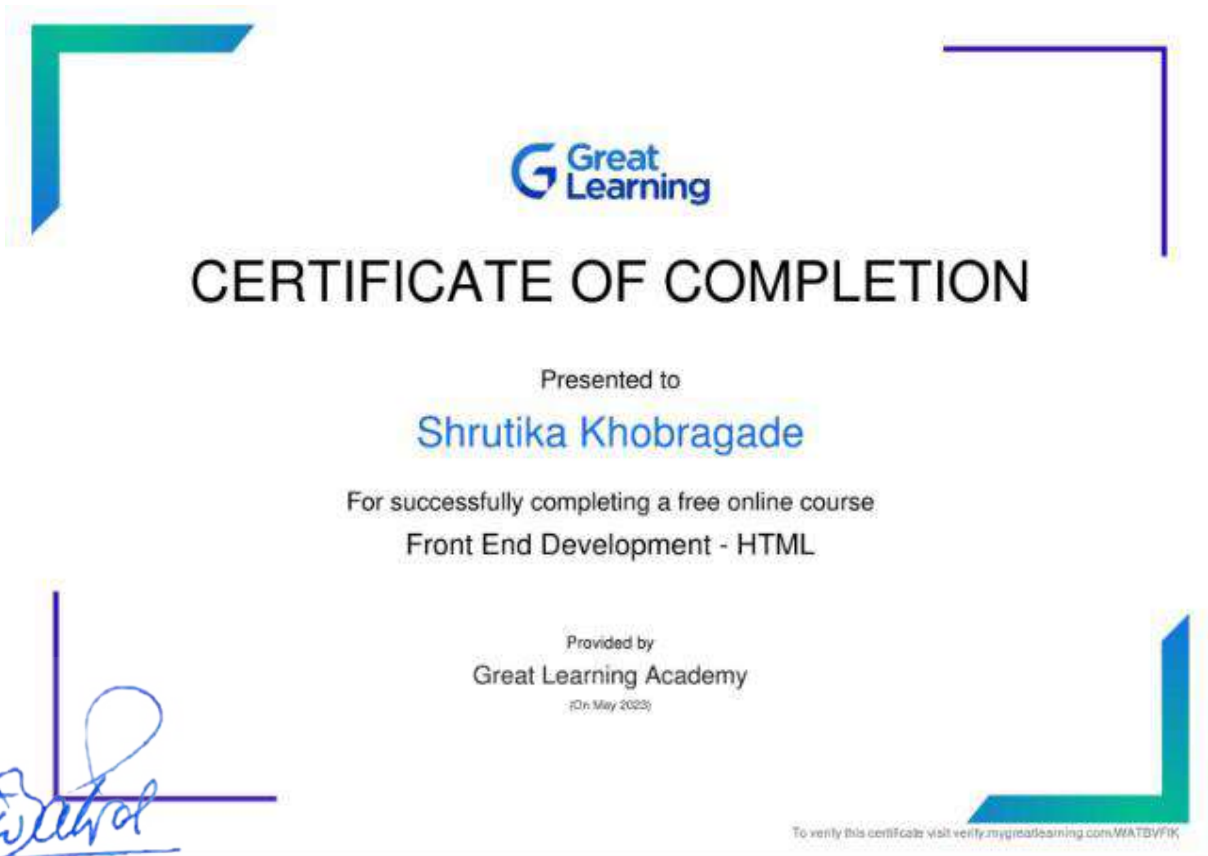 Great
Learning
CERTIFICATE OF COMPLETION
Presented to
Shrutika Khobragade
For successfully completing a free online course
Front End Development - HTML
Provided by
Great Learning Academy
(On May 2023)
To verify this certificate visit verify.mygreatlearning.com/WATBVFIK